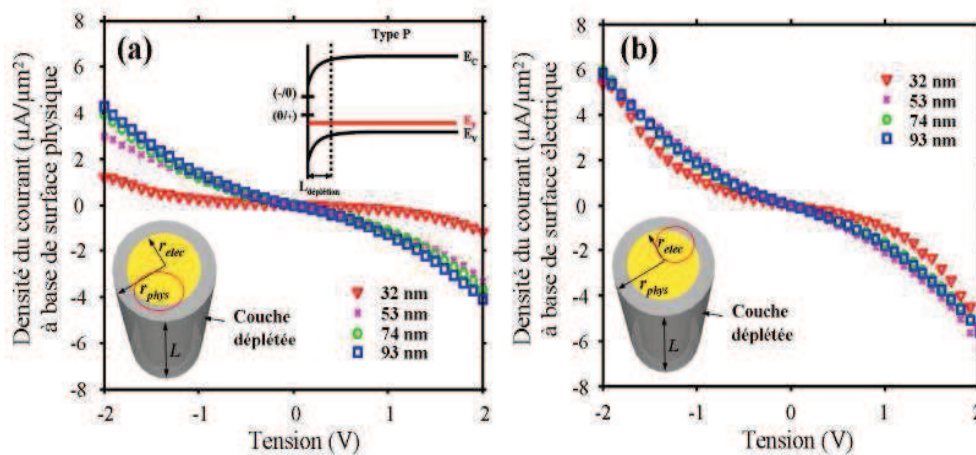 Densité du courant (µA/µm²)
à base de surface physique
8
6
4
2
0
-2
-4
-6
-8
(a)
Type P
E_C
(-/0)
(0/+)
E_f
E_V
L_déplétion
r_elec
r_phys
L
Couche
déplétée
32 nm
53 nm
74 nm
93 nm
-2
-1
0
1
2
Tension (V)
Densité du courant (µA/µm²)
à base de surface électrique
8
6
4
2
0
2
4
6
-8
(b)
32 nm
53 nm
74 nm
93 nm
r_elec
r_phys
L
Couche
déplétée
-2
-1
0
1
2
Tension (V)